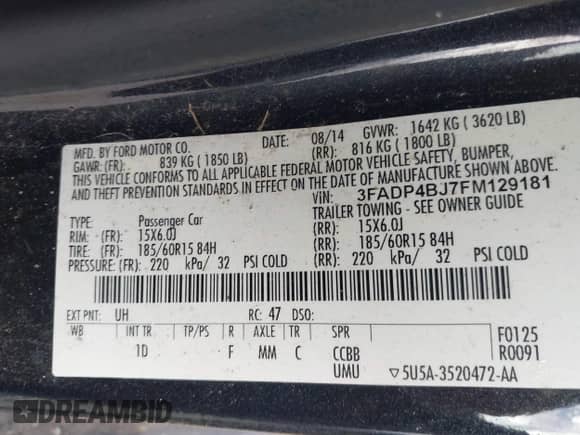 MFD. BY FORD MOTOR CO.
DATE: 08/14 GVWR: 1642 KG ( 3620 LB)
GAWR: (FR): 839 KG ( 1850 LB) (RR): 816 KG ( 1800 LB)
THIS VEHICLE CONFORMS TO ALL APPLICABLE FEDERAL MOTOR VEHICLE SAFETY, BUMPER,
AND THEFT PREVENTION STANDARDS IN EFFECT ON THE DATE OF MANUFACTURE SHOWN ABOVE.
VIN: 3FADP4BJ7FM129181
TYPE: Passenger Car TRAILER TOWING - SEE OWNER GUIDE
RIM: (FR): 15X6.0J (RR): 15X6.0J
TIRE: (FR): 185/60R15 84H (RR): 185/60R15 84H
PRESSURE: (FR): 220 kPa/ 32 PSI COLD (RR): 220 kPa/ 32 PSI COLD
EXT PNT: UH RC: 47 DSO:
WB INT TR TP/PS R AXLE TR SPR F0125
1D F MM C CCBB R0091
UMU ▽5U5A-3520472-AA
DREAMBID